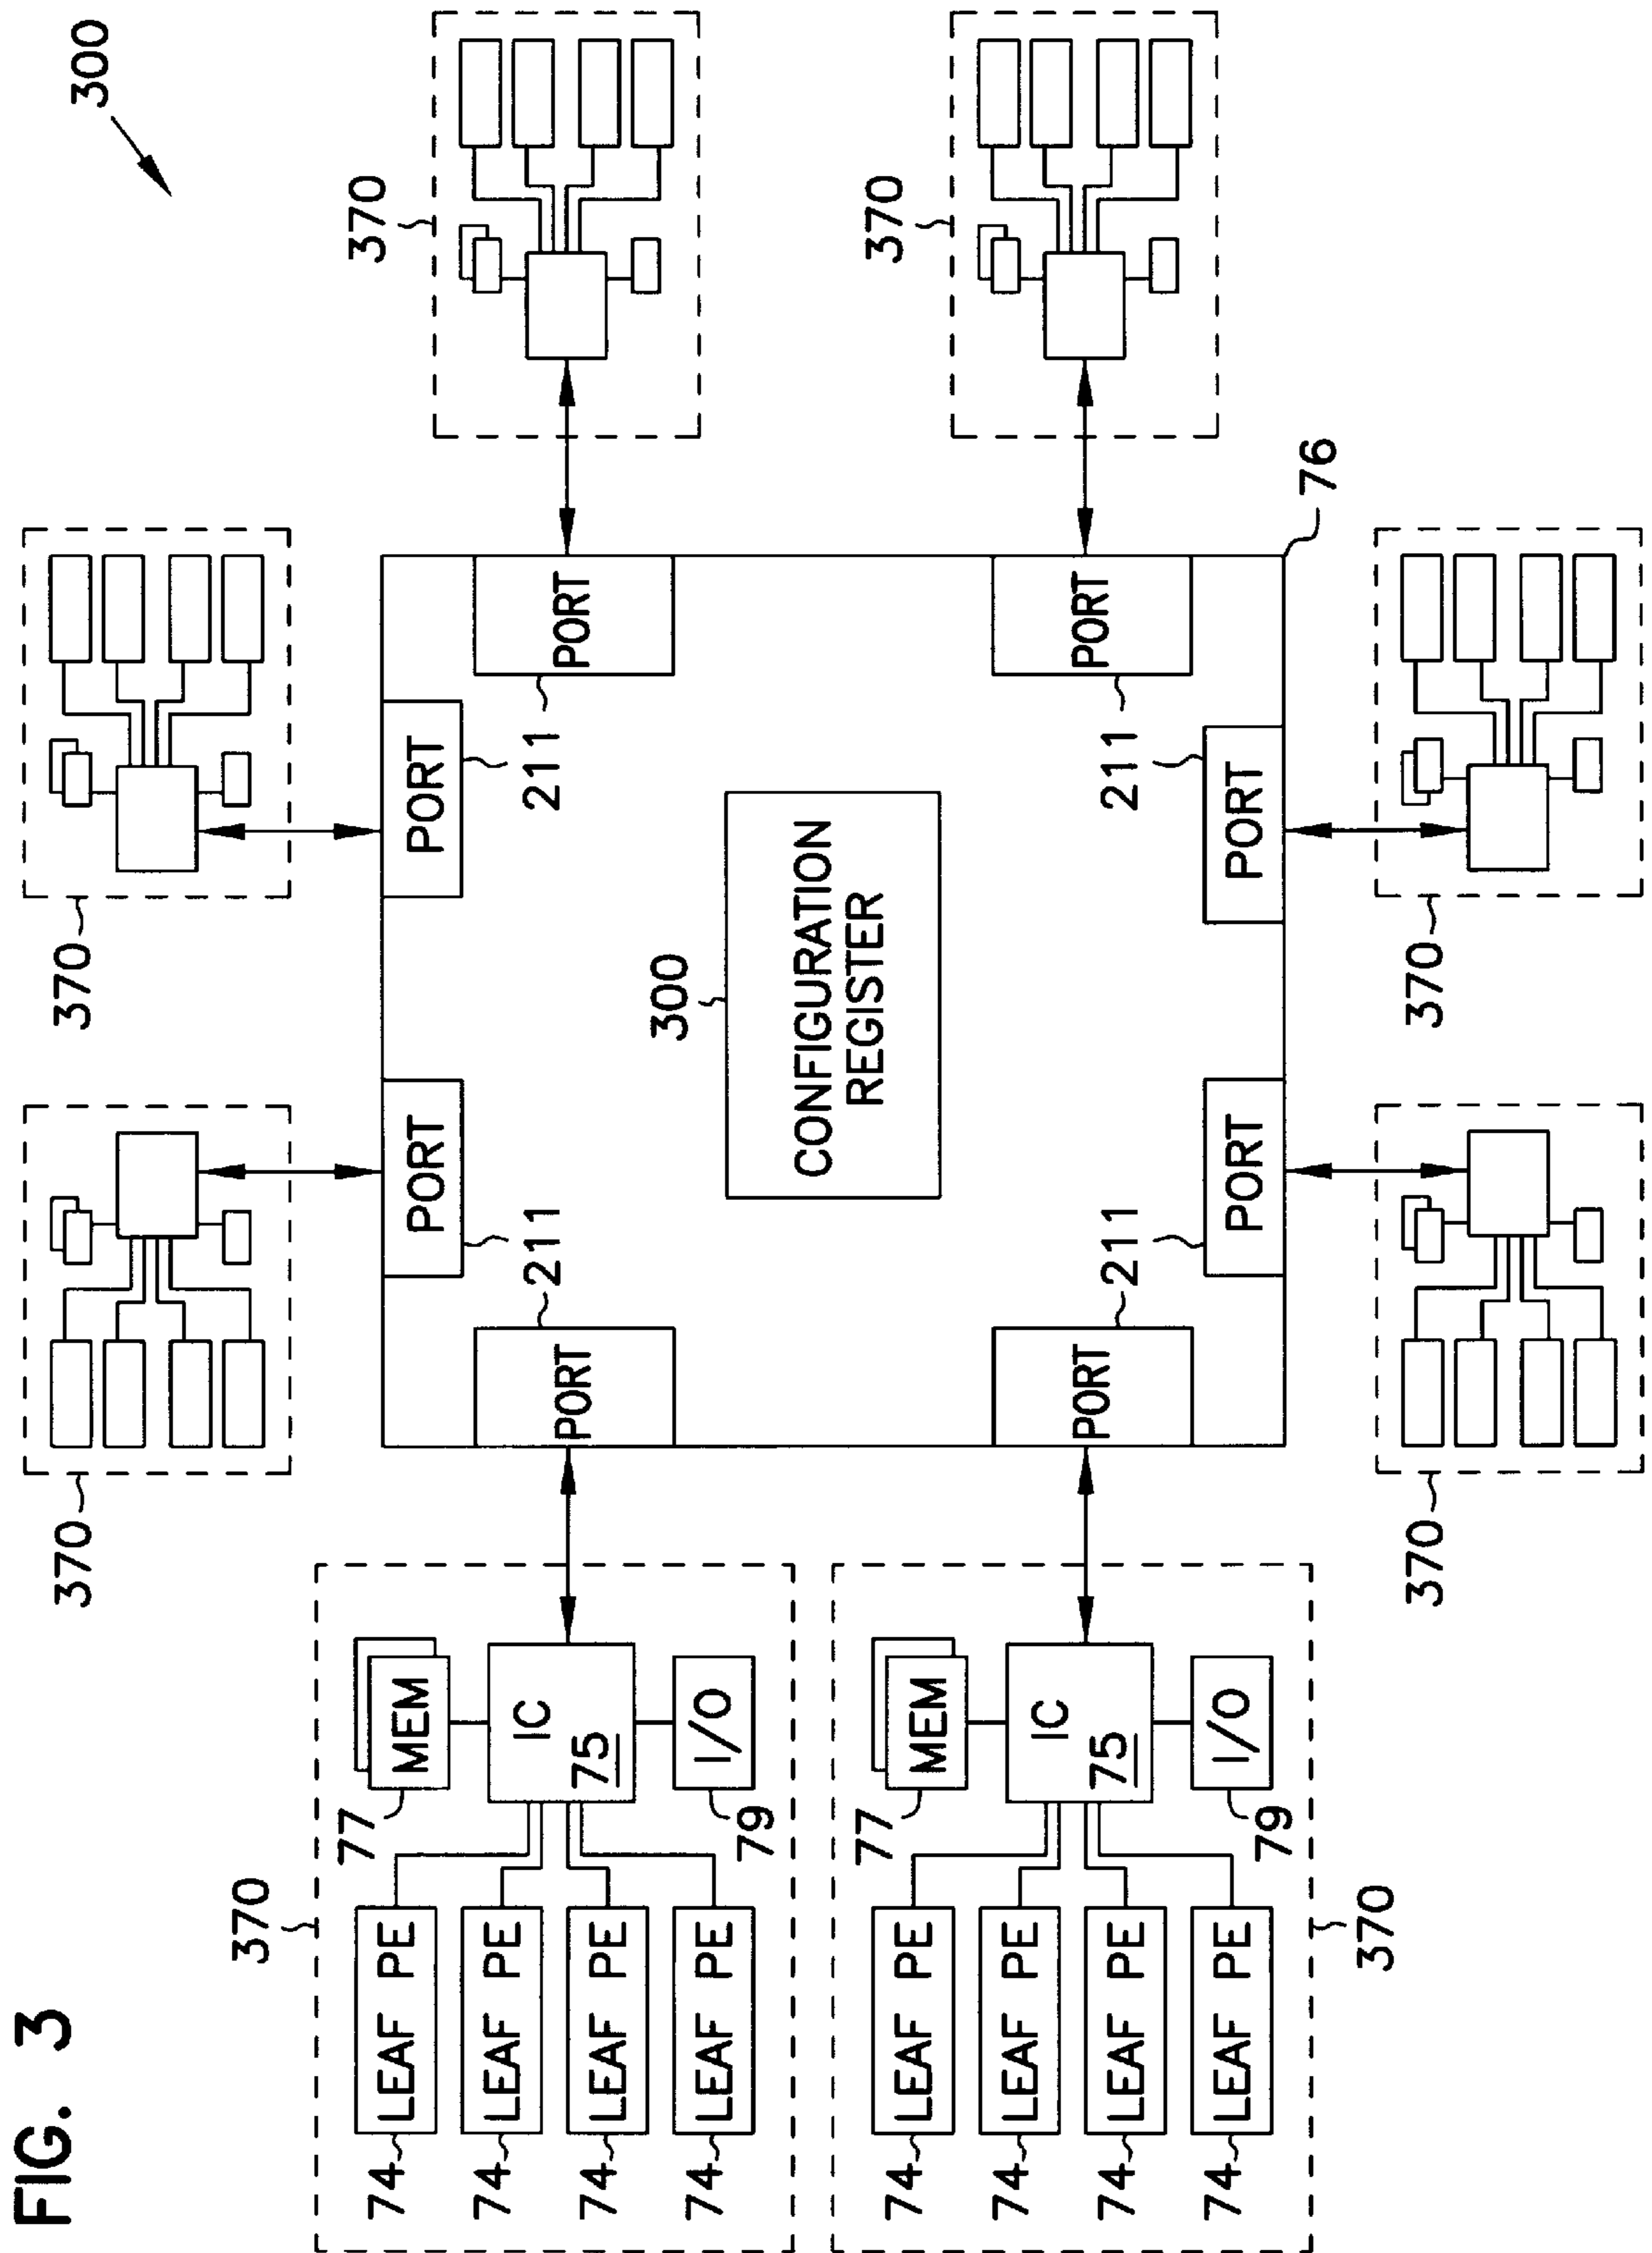 FIG. 3
370
370
300
370
77
370
74 LEAF PE
MEM
PORT
PORT
74 LEAF PE
IC
75
211
211
PORT
PORT
74 LEAF PE
300
74 LEAF PE
I/O
79
CONFIGURATION
REGISTER
77
370
74 LEAF PE
MEM
74 LEAF PE
IC
75
PORT
PORT
211
211
74 LEAF PE
74 LEAF PE
I/O
PORT
PORT
79
76
370
370
370